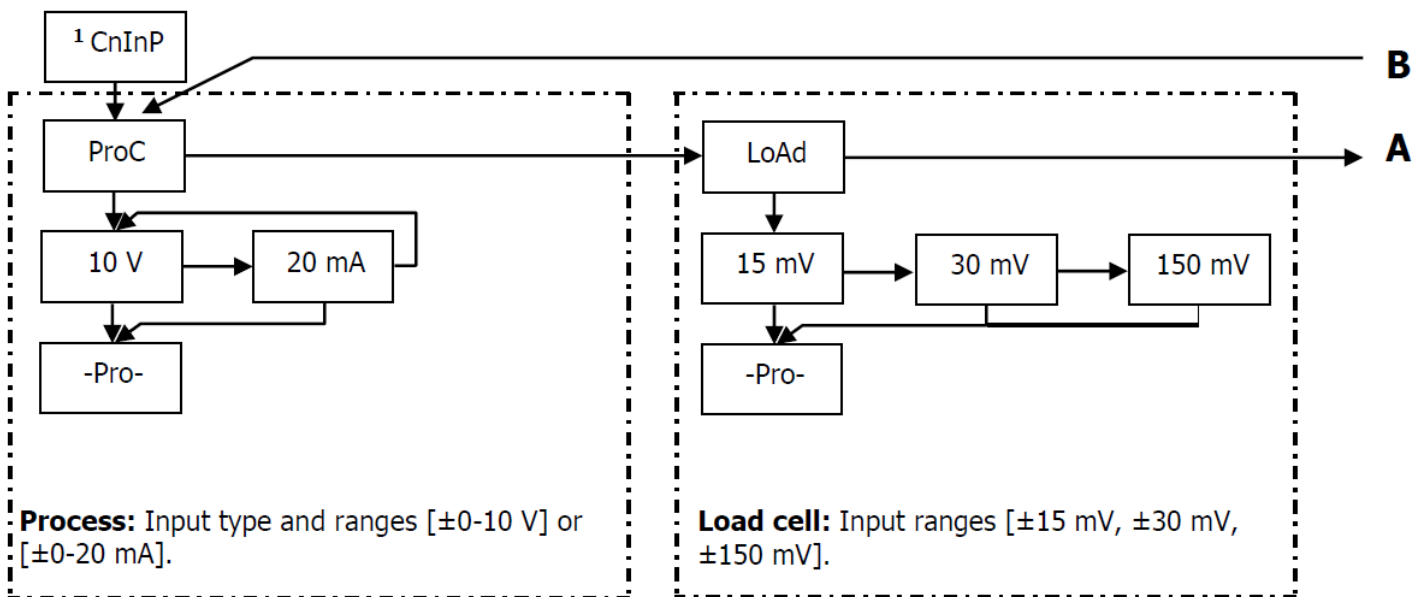 ¹ CnInP
B
ProC
LoAd
A
10 V
20 mA
15 mV
30 mV
150 mV
-Pro-
-Pro-
Process: Input type and ranges [±0-10 V] or
[±0-20 mA].
Load cell: Input ranges [±15 mV, ±30 mV,
±150 mV].